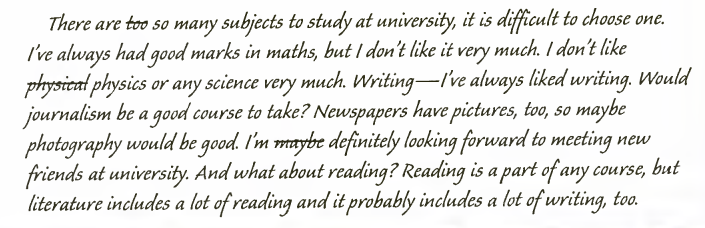 There are too so many subjects to study at university, it is difficult to choose one.
I've always had good marks in maths, but I don't like it very much. I don't like
physical physics or any science very much. Writing—I've always liked writing. Would
journalism be a good course to take? Newspapers have pictures, too, so maybe
photography would be good. I'm maybe definitely looking forward to meeting new
friends at university. And what about reading? Reading is a part of any course, but
literature includes a lot of reading and it probably includes a lot of writing, too.